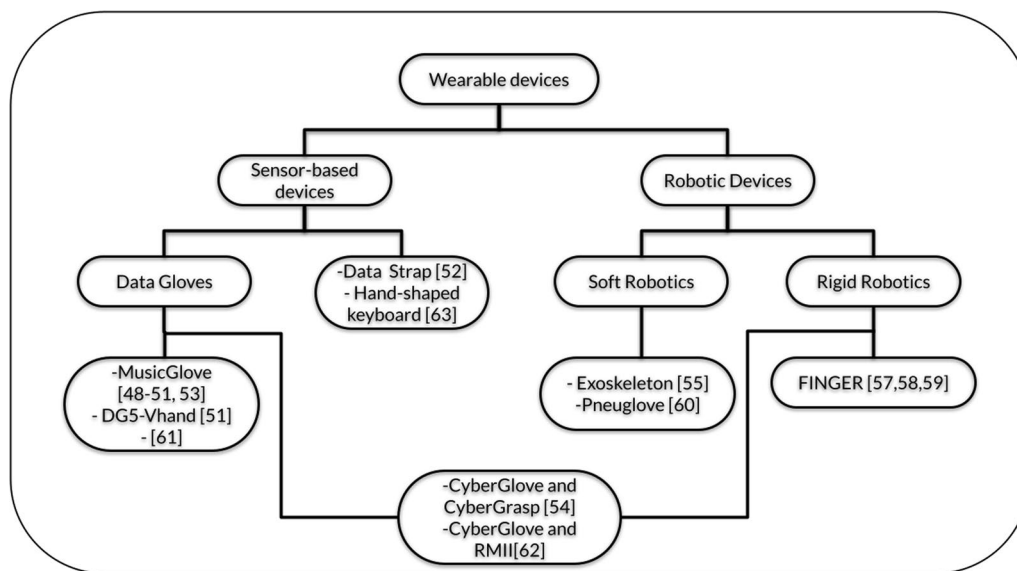 Wearable devices
Sensor-based
devices
Robotic Devices
Data Gloves
-Data Strap [52]
- Hand-shaped
keyboard [63]
Soft Robotics
Rigid Robotics
-MusicGlove
[48-51, 53]
- DG5-Vhand [51]
- [61]
- Exoskeleton [55]
-Pneuglove [60]
FINGER [57,58,59]
-CyberGlove and
CyberGrasp [54]
-CyberGlove and
RMII[62]